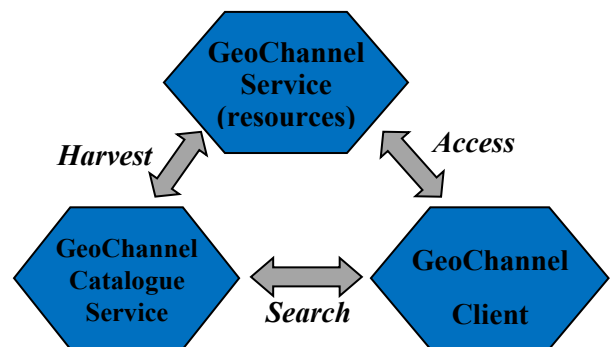 GeoChannel
Service
(resources)
Harvest
Access
GeoChannel
Catalogue
Service
Search
GeoChannel
Client